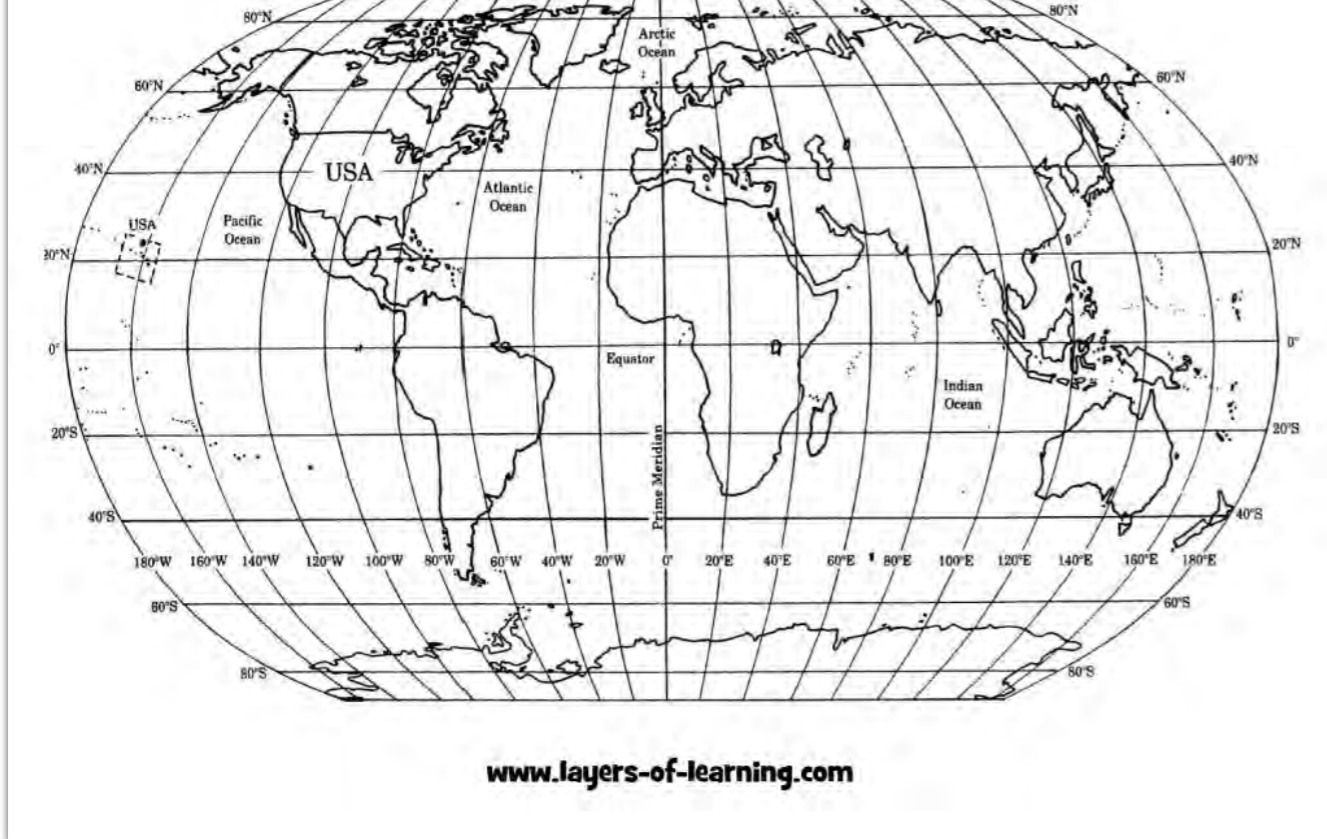 80°N
80°N
Arctic
Ocean
60°N
60°N
USA
40°N
40°N
Atlantic
Ocean
USA
Pacific
Ocean
20°N
20°N
0°
Equator
0°
Indian
Ocean
20°S
20°S
Prime Meridian
40°S
40°S
180°W 160°W 140°W 120°W 100°W 80°W 60°W 40°W 20°W 0° 20°E 40°E 60°E 80°E 100°E 120°E 140°E 160°E 180°E
60°S
60°S
80°S
80°S
www.layers-of-learning.com